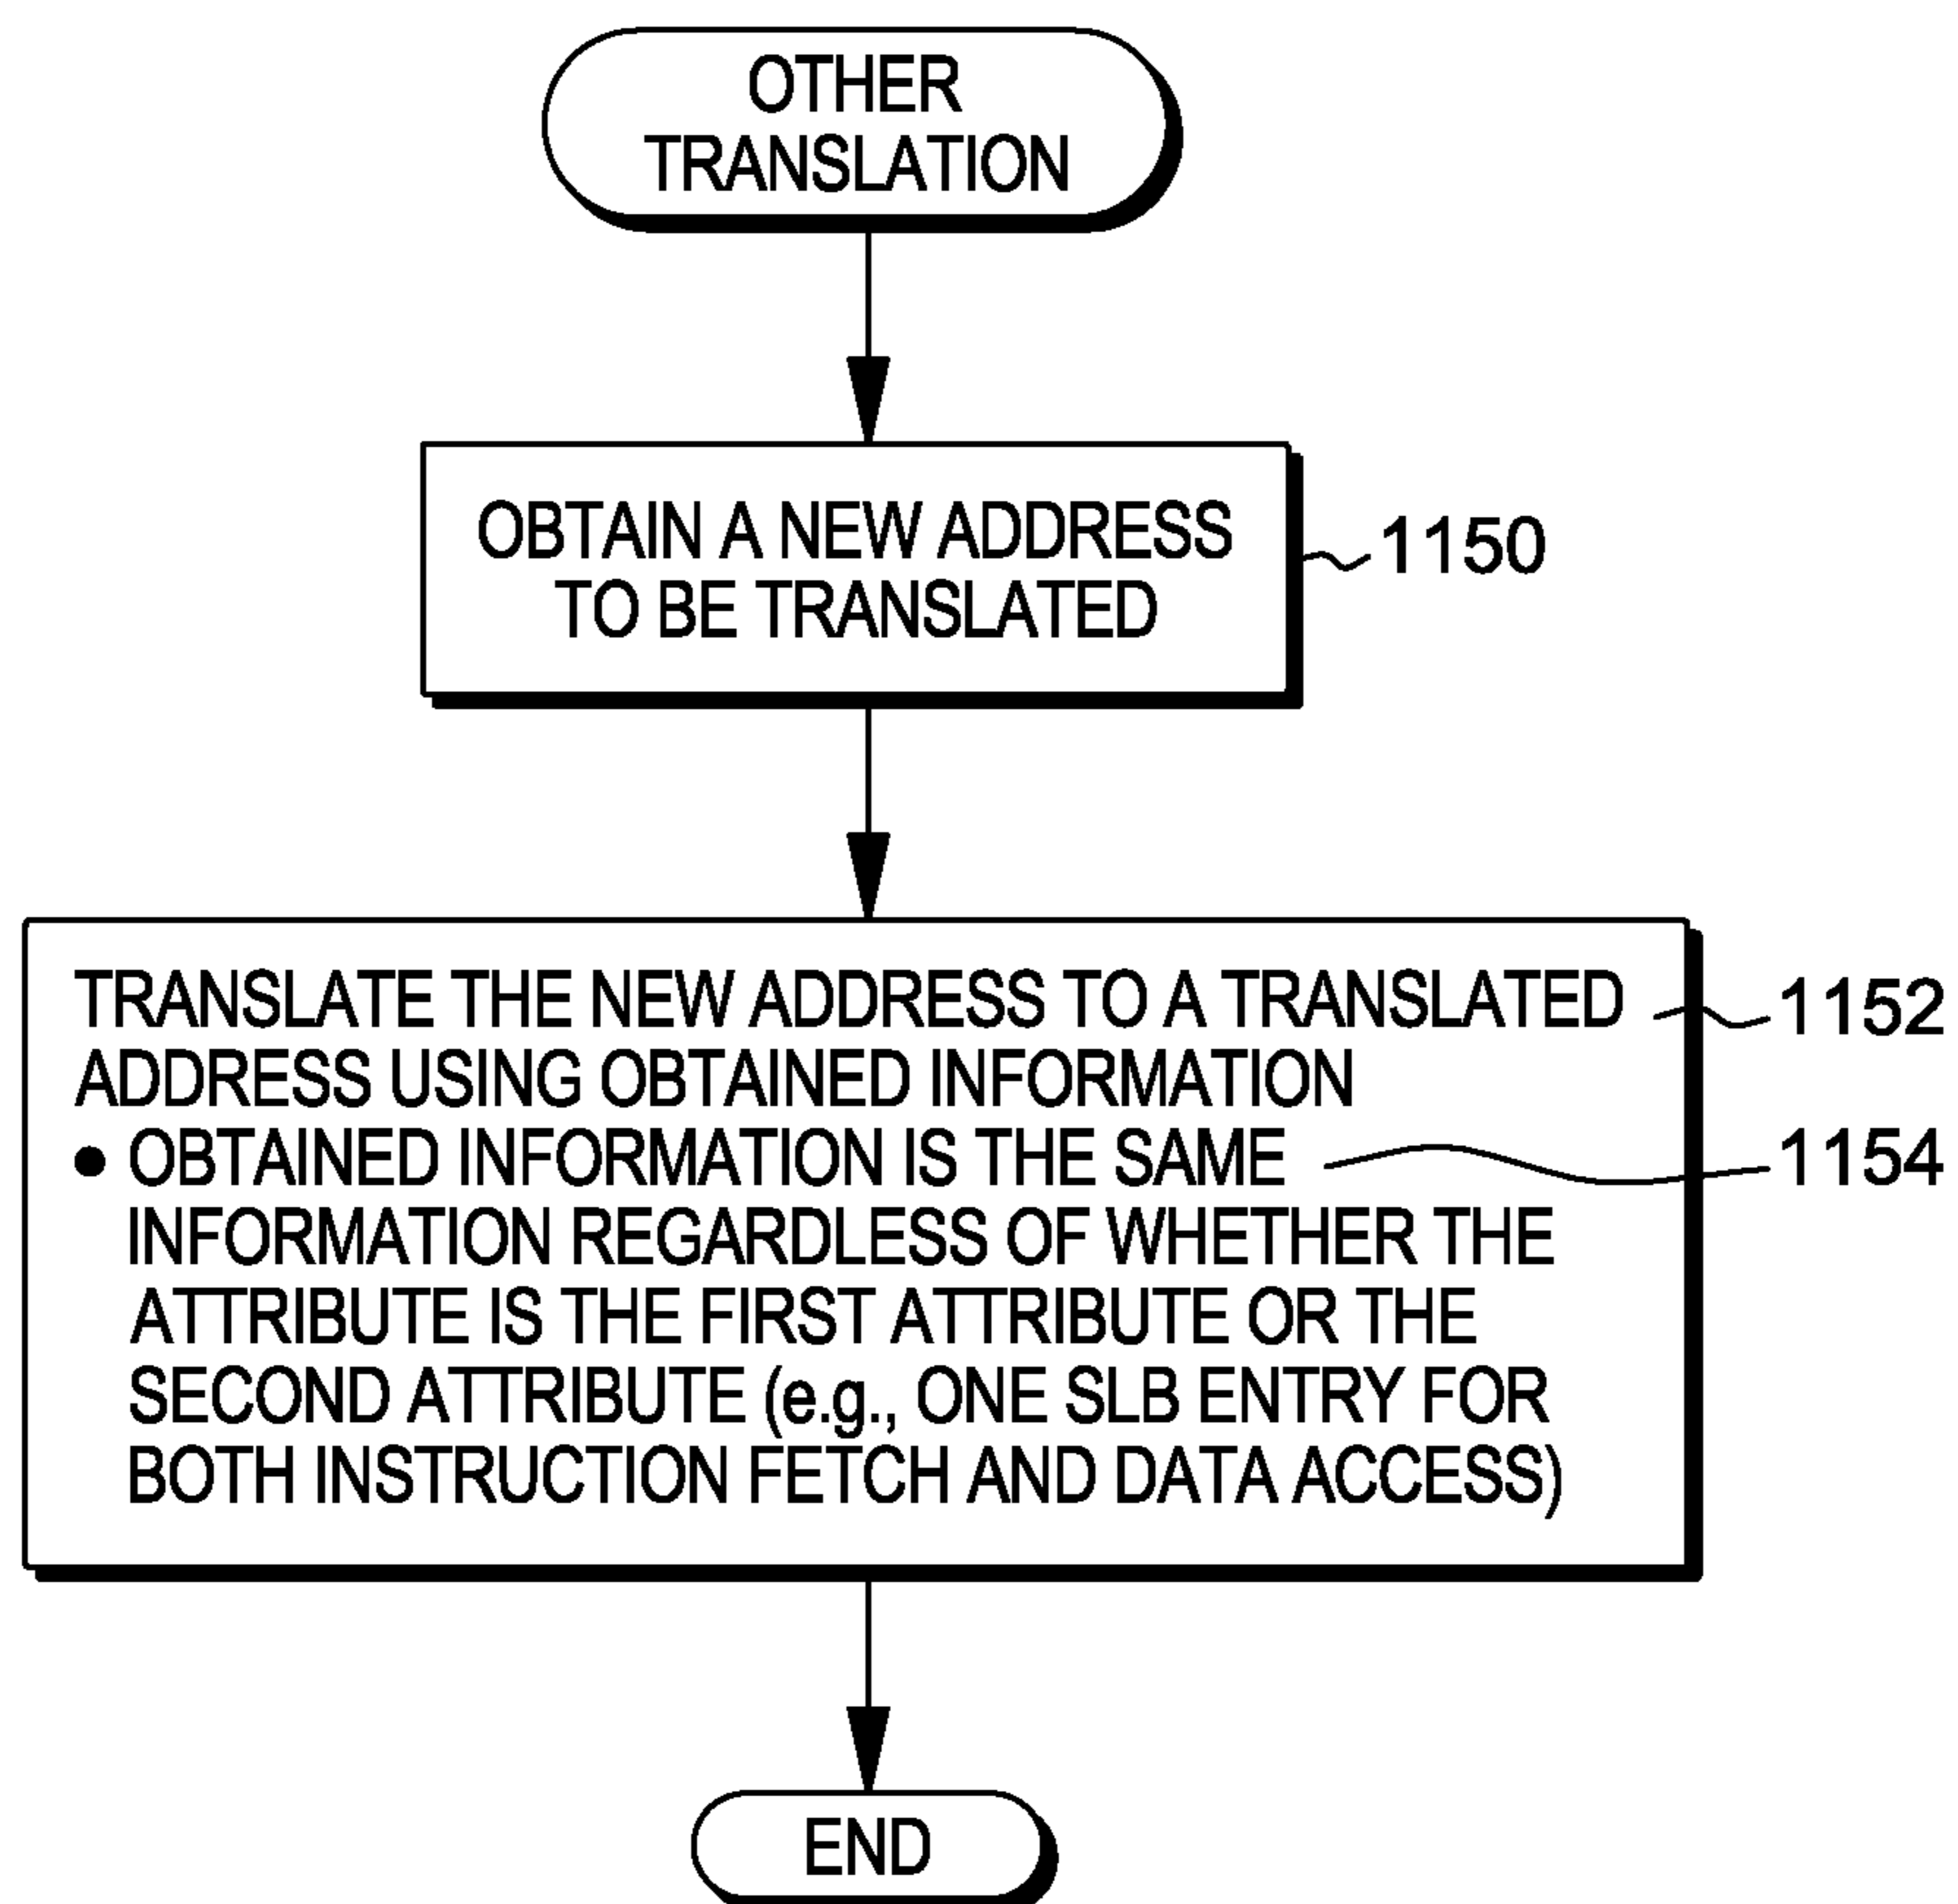 OTHER
TRANSLATION
OBTAIN A NEW ADDRESS
TO BE TRANSLATED
1150
TRANSLATE THE NEW ADDRESS TO A TRANSLATED
1152
ADDRESS USING OBTAINED INFORMATION
● OBTAINED INFORMATION IS THE SAME
1154
INFORMATION REGARDLESS OF WHETHER THE
ATTRIBUTE IS THE FIRST ATTRIBUTE OR THE
SECOND ATTRIBUTE (e.g., ONE SLB ENTRY FOR
BOTH INSTRUCTION FETCH AND DATA ACCESS)
END